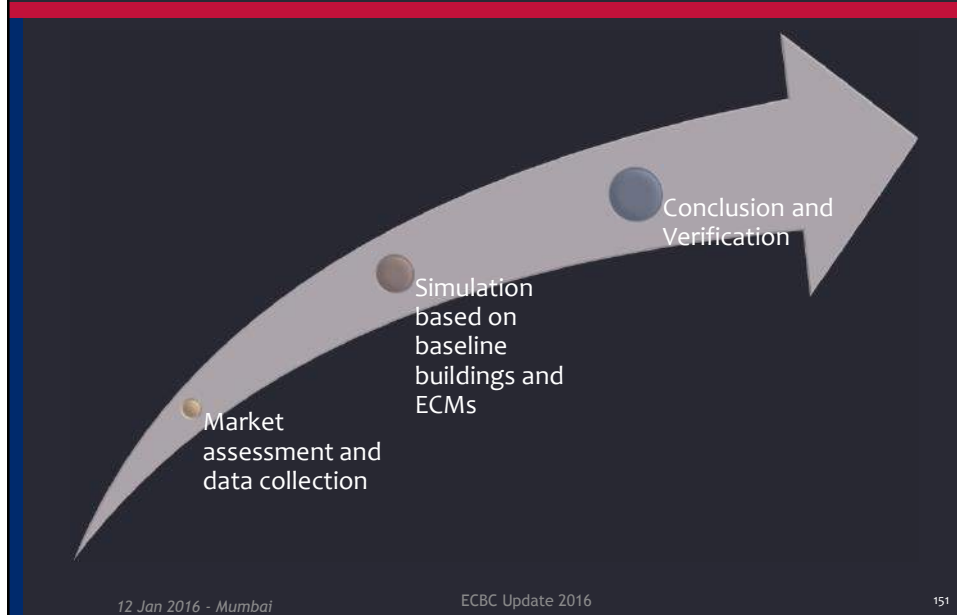 Market
assessment and
data collection
Simulation
based on
baseline
buildings and
ECMs
Conclusion and
Verification
12 Jan 2016 - Mumbai
ECBC Update 2016
151